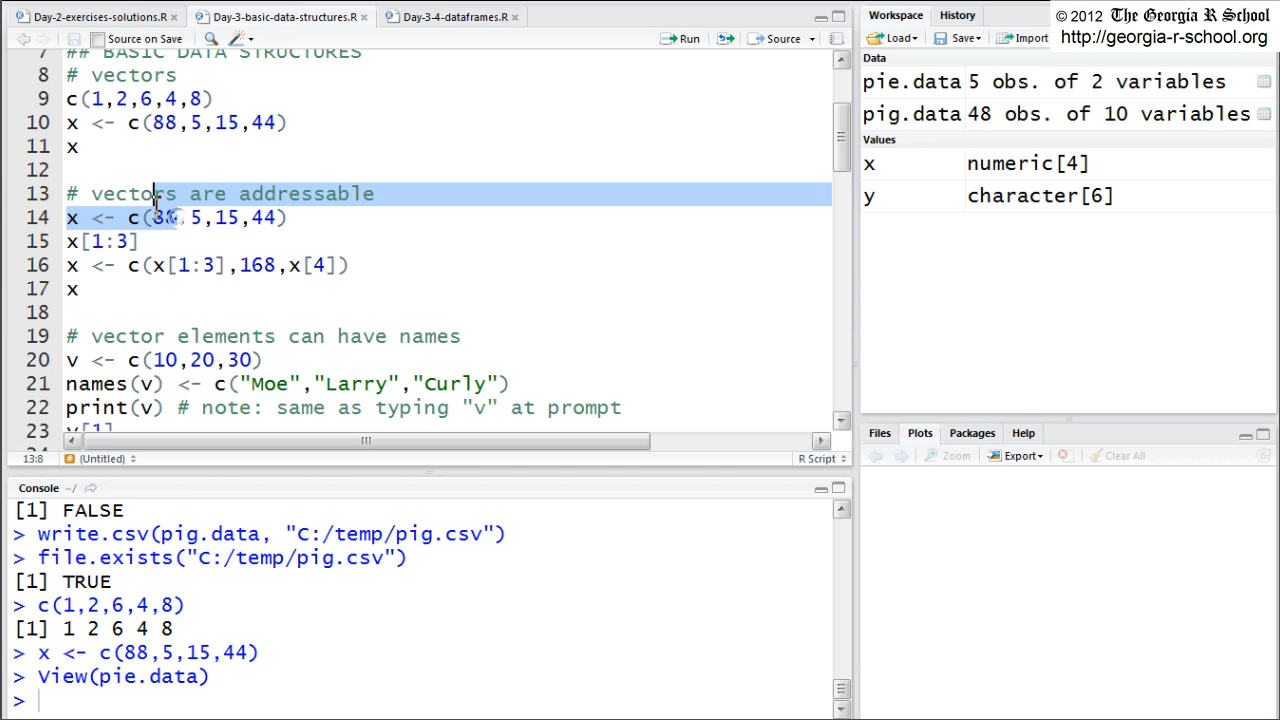 Day-2-exercises-solutions.R
Day-3-basic-data-structures.R
Day-3-4-dataframes.R
Workspace
History
© 2012 The Georgia R School
http://georgia-r-school.org
Source on Save
Run
Source
Load
Save
Import
7 ## BASIC DATA STRUCTURES
8 # vectors
9 c(1,2,6,4,8)
10 x <- c(88,5,15,44)
11 x
12
13 # vectors are addressable
14 x <- c(88,5,15,44)
15 x[1:3]
16 x <- c(x[1:3],168,x[4])
17 x
18
19 # vector elements can have names
20 v <- c(10,20,30)
21 names(v) <- c("Moe","Larry","Curly")
22 print(v) # note: same as typing "v" at prompt
23 v[1]
13:8
(Untitled)
R Script
Data
pie.data 5 obs. of 2 variables
pig.data 48 obs. of 10 variables
Values
x numeric[4]
y character[6]
Files
Plots
Packages
Help
Zoom
Export
Clear All
Console ~/
[1] FALSE
> write.csv(pig.data, "C:/temp/pig.csv")
> file.exists("C:/temp/pig.csv")
[1] TRUE
> c(1,2,6,4,8)
[1] 1 2 6 4 8
> x <- c(88,5,15,44)
> View(pie.data)
>